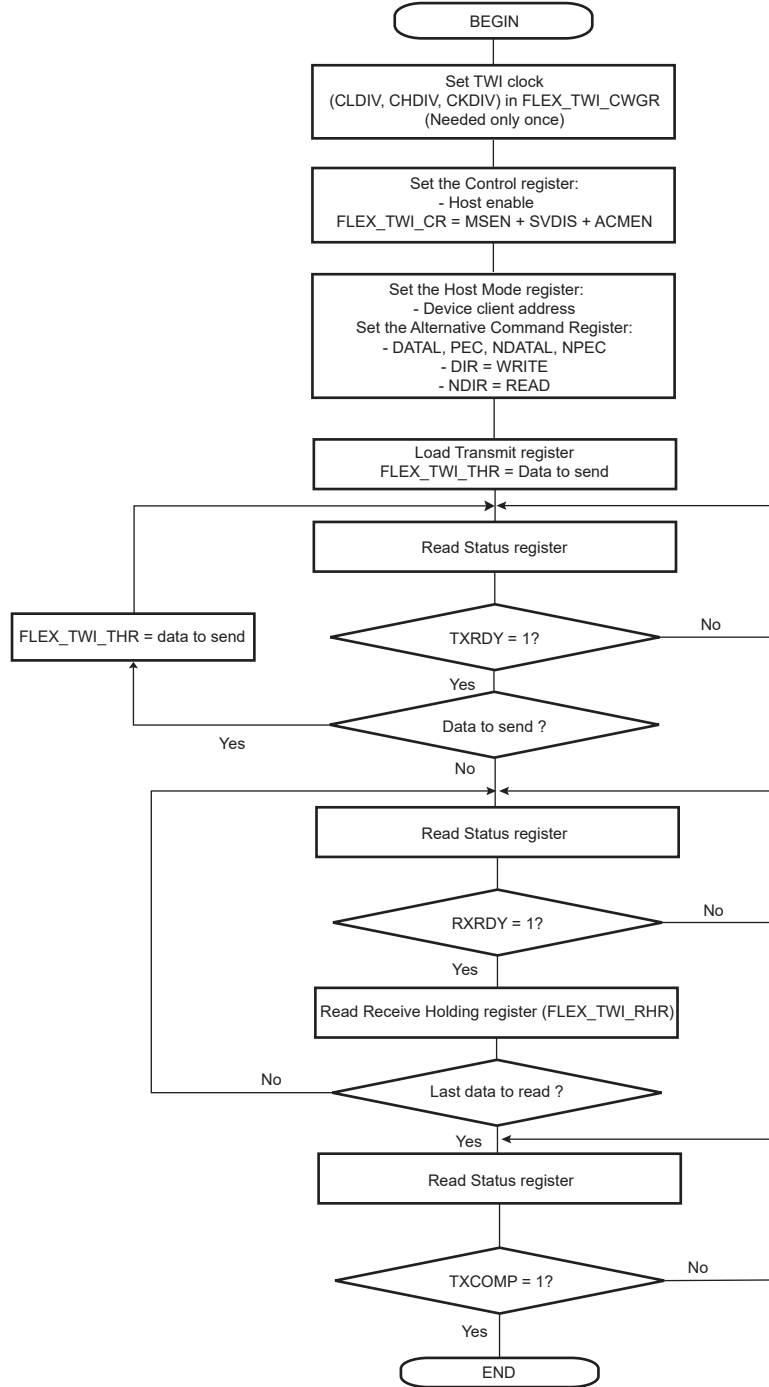 BEGIN
Set TWI clock
(CLDIV, CHDIV, CKDIV) in FLEX_TWI_CWGR
(Needed only once)
Set the Control register:
- Host enable
FLEX_TWI_CR = MSEN + SVDIS + ACMEN
Set the Host Mode register:
- Device client address
Set the Alternative Command Register:
- DATAL, PEC, NDATAL, NPEC
- DIR = WRITE
- NDIR = READ
Load Transmit register
FLEX_TWI_THR = Data to send
Read Status register
FLEX_TWI_THR = data to send
TXRDY = 1?
No
Yes
Data to send ?
Yes
No
Read Status register
RXRDY = 1?
No
Yes
Read Receive Holding register (FLEX_TWI_RHR)
No
Last data to read ?
Yes
Read Status register
TXCOMP = 1?
No
Yes
END